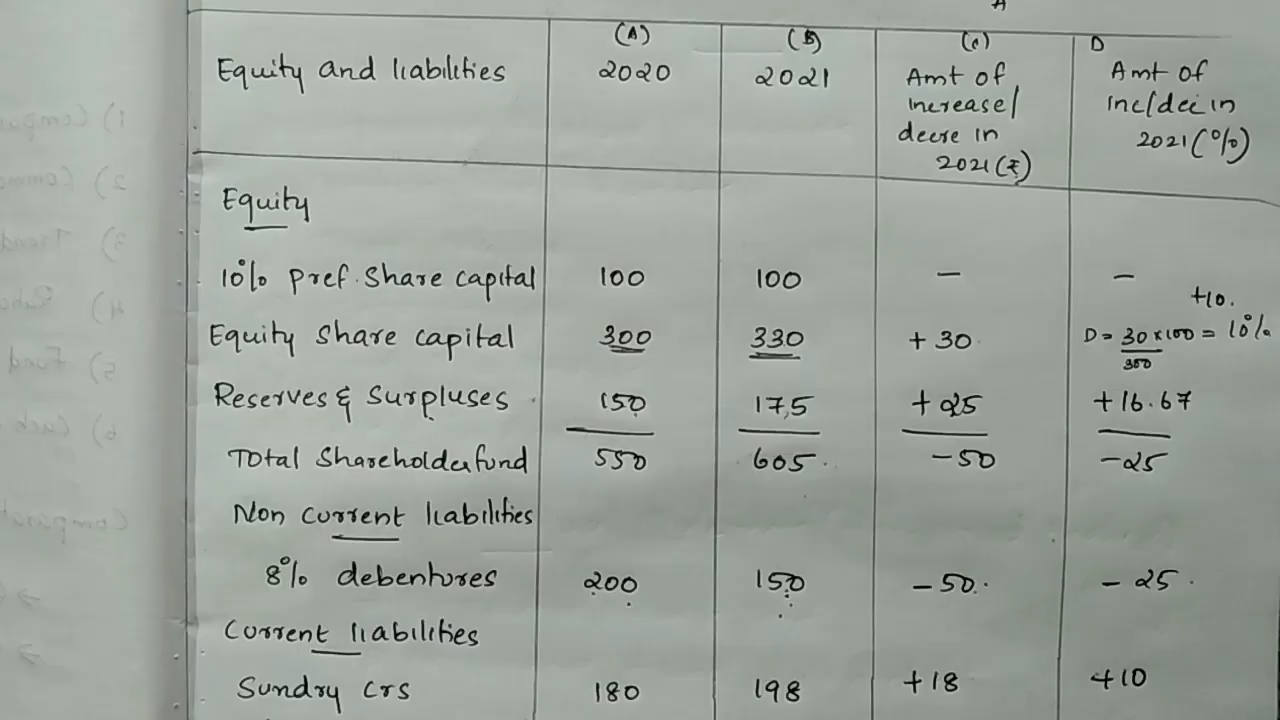 (A) (B) (C) D
Equity and liabilities 2020 2021 Amt of Amt of
increase/ inc/dec in
decre in 2021 (%)
2021 (₹)
Equity
10% pref. Share capital 100 100 — —
+10.
Equity share capital 300 330 + 30 D = 30 x 100 = 10%
300
Reserves & Surpluses 150 175 + 25 + 16.67
Total Shareholder fund 550 605 -50 -25
Non current liabilities
8% debentures 200 150 - 50. - 25
Current liabilities
Sundry crs 180 198 +18 +10